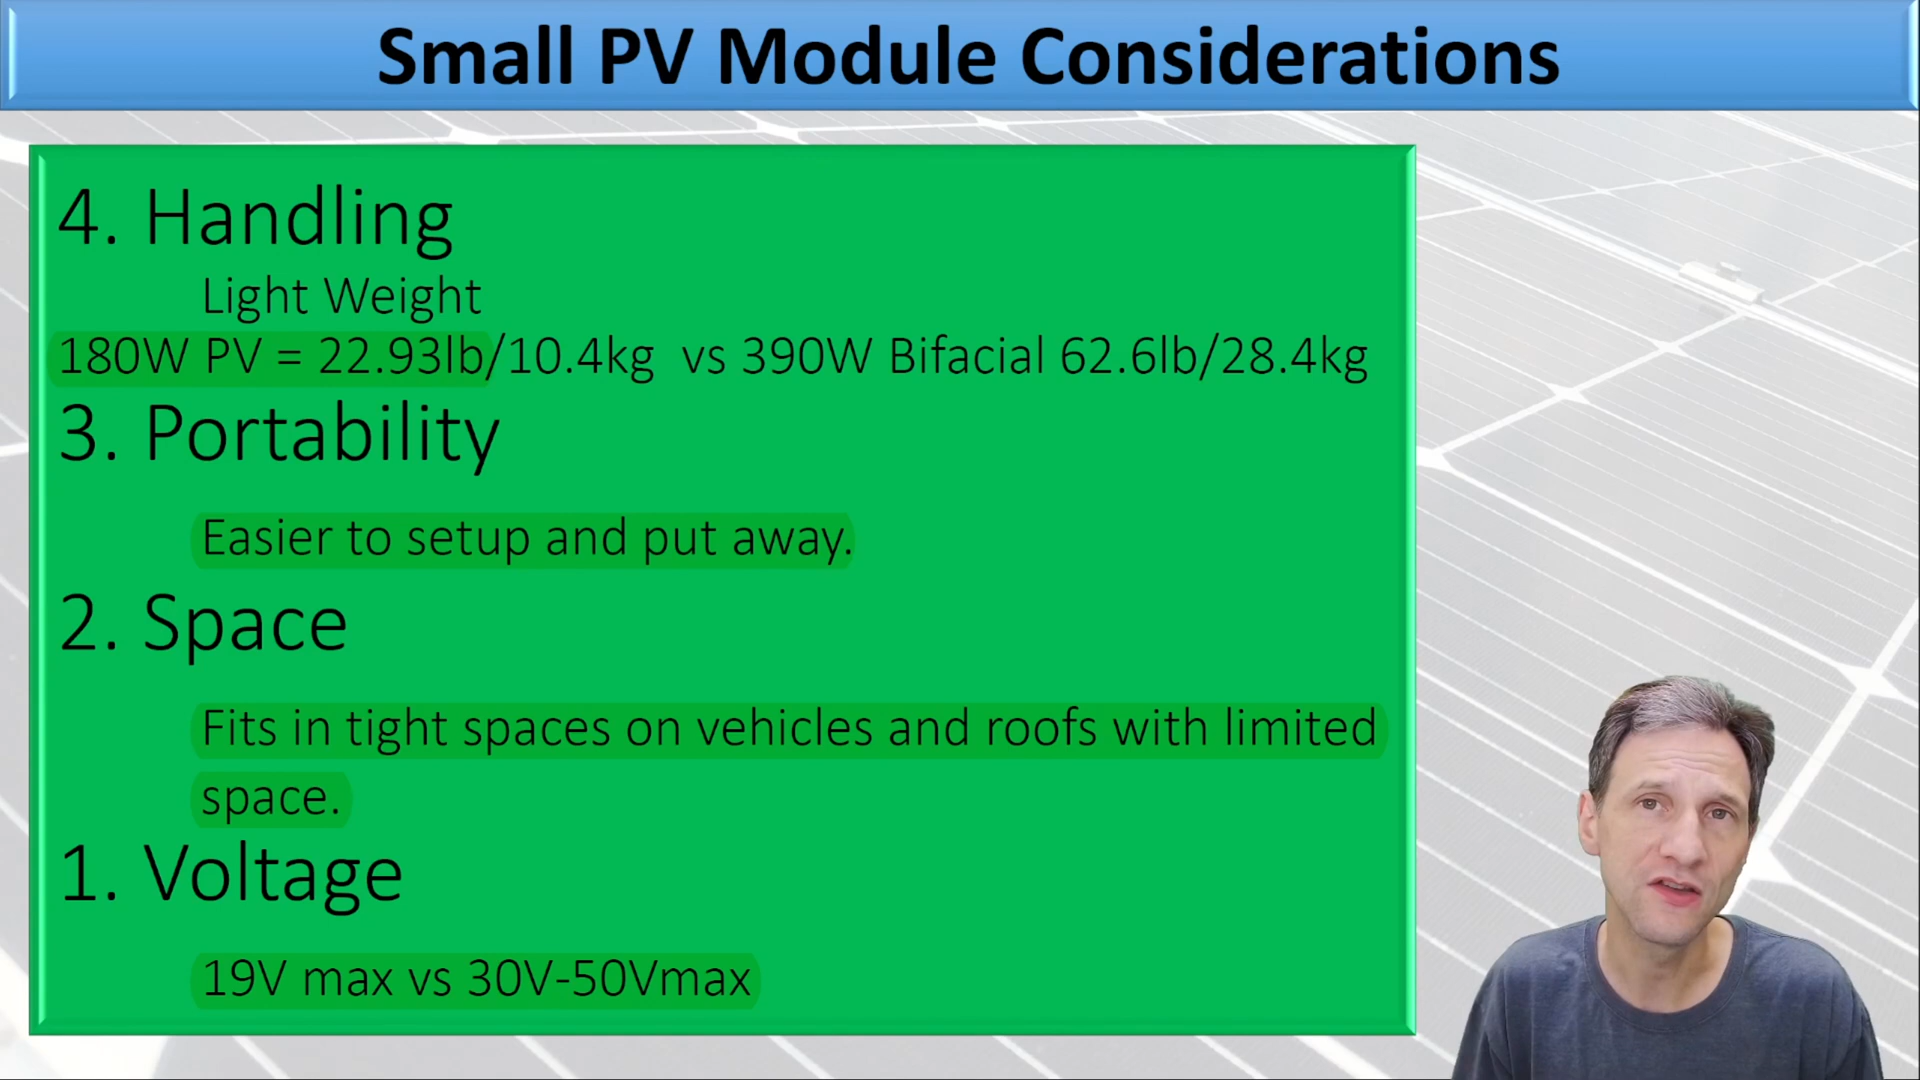 Small PV Module Considerations
4. Handling
Light Weight
180W PV = 22.93lb/10.4kg vs 390W Bifacial 62.6lb/28.4kg
3. Portability
Easier to setup and put away.
2. Space
Fits in tight spaces on vehicles and roofs with limited
space.
1. Voltage
19V max vs 30V-50Vmax